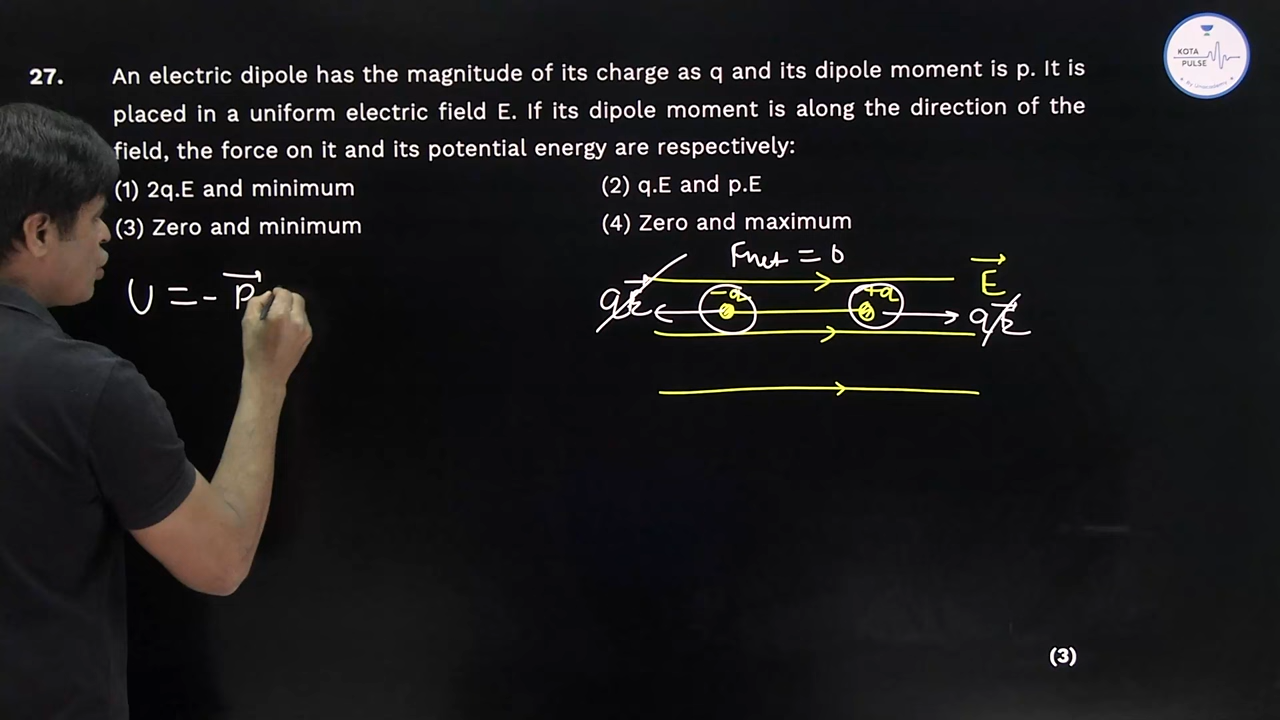 KOTA
PULSE
By Unacademy
27. An electric dipole has the magnitude of its charge as q and its dipole moment is p. It is
placed in a uniform electric field E. If its dipole moment is along the direction of the
field, the force on it and its potential energy are respectively:
(1) 2q.E and minimum (2) q.E and p.E
(3) Zero and minimum (4) Zero and maximum
Fnet = 0
E
U = - P
qE -q +q qE
(3)